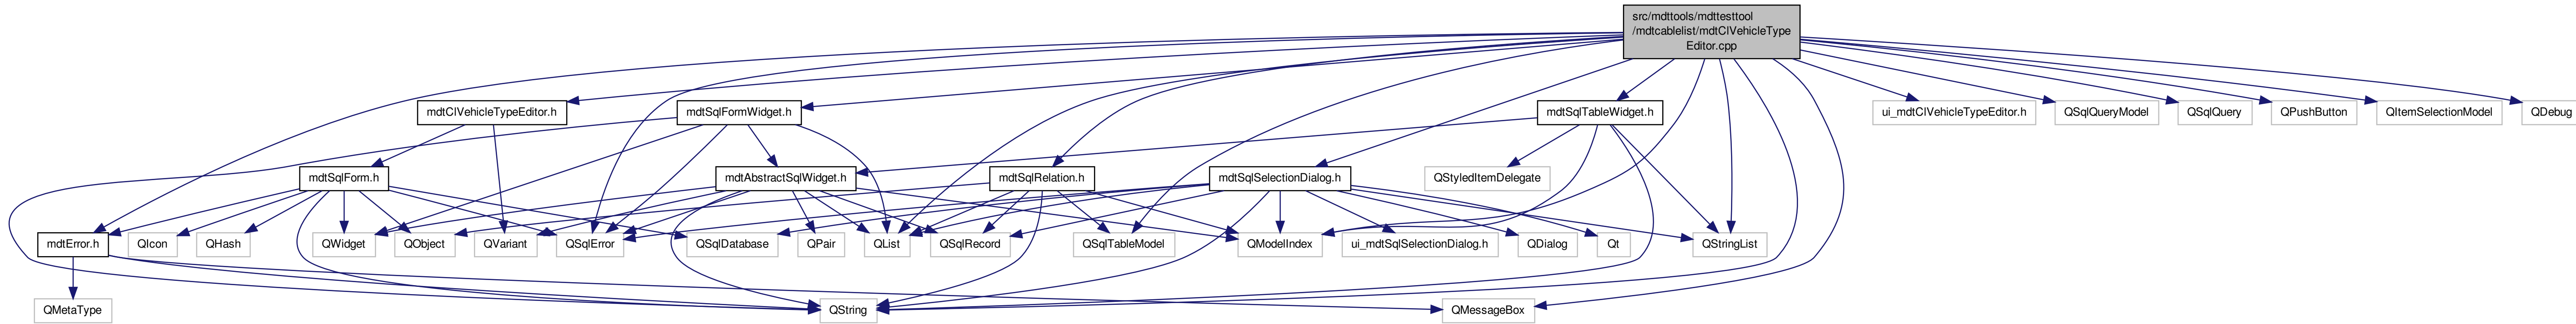 src/mdttools/mdttesttool
/mdtcablelist/mdtClVehicleType
Editor.cpp
mdtClVehicleTypeEditor.h
mdtSqlFormWidget.h
mdtSqlTableWidget.h
ui_mdtClVehicleTypeEditor.h
QSqlQueryModel
QSqlQuery
QPushButton
QItemSelectionModel
QDebug
mdtSqlForm.h
mdtAbstractSqlWidget.h
mdtSqlRelation.h
mdtSqlSelectionDialog.h
QStyledItemDelegate
mdtError.h
QIcon
QHash
QWidget
QObject
QVariant
QSqlError
QSqlDatabase
QPair
QList
QSqlRecord
QSqlTableModel
QModelIndex
ui_mdtSqlSelectionDialog.h
QDialog
Qt
QStringList
QMetaType
QString
QMessageBox